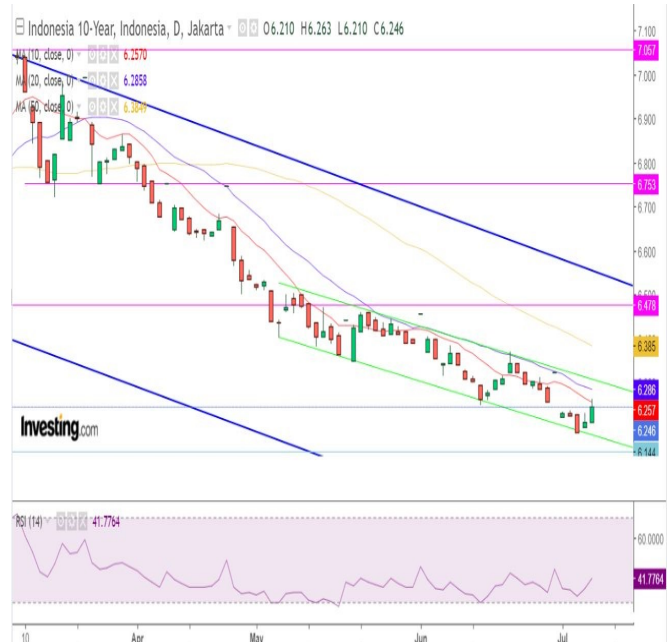 Indonesia 10-Year, Indonesia, D, Jakarta O6.210 H6.263 L6.210 C6.246
MA (10, close, 0) 6.2570
MA (20, close, 0) 6.2858
MA (50, close, 0) 6.3849
7.100
7.057
7.000
6.900
6.800
6.753
6.700
6.600
6.478
6.385
6.286
6.257
6.246
6.144
Investing.com
RSI (14) 41.7764
60.0000
41.7764
10 Apr May Jun Jul